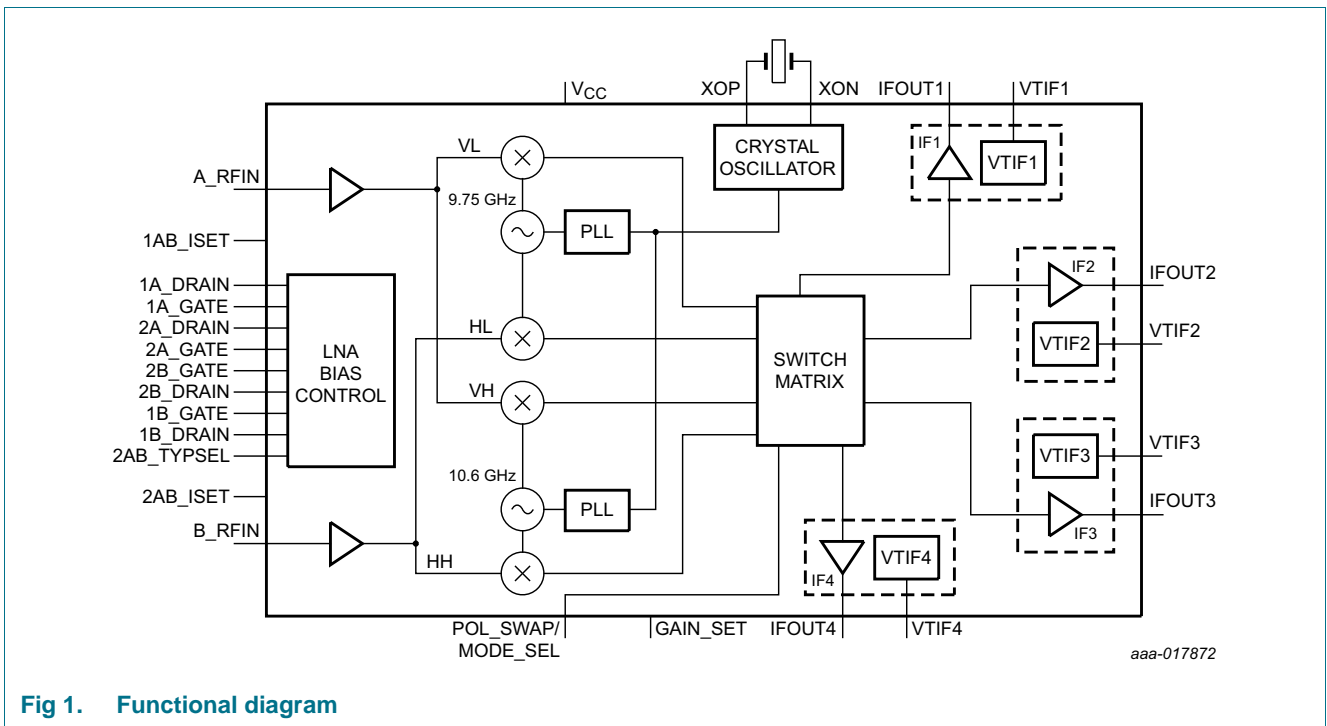 V_CC
XOP
XON
IFOUT1
VTIF1
CRYSTAL
OSCILLATOR
IF1
VTIF1
VL
A_RFIN
9.75 GHz
PLL
1AB_ISET
1A_DRAIN
1A_GATE
2A_DRAIN
2A_GATE
2B_GATE
2B_DRAIN
1B_GATE
1B_DRAIN
2AB_TYPSEL
LNA
BIAS
CONTROL
HL
VH
SWITCH
MATRIX
IF2
IFOUT2
VTIF2
VTIF2
VTIF3
VTIF3
IFOUT3
IF3
10.6 GHz
PLL
2AB_ISET
B_RFIN
HH
IF4
VTIF4
POL_SWAP/
MODE_SEL
GAIN_SET
IFOUT4
VTIF4
aaa-017872
Fig 1. Functional diagram